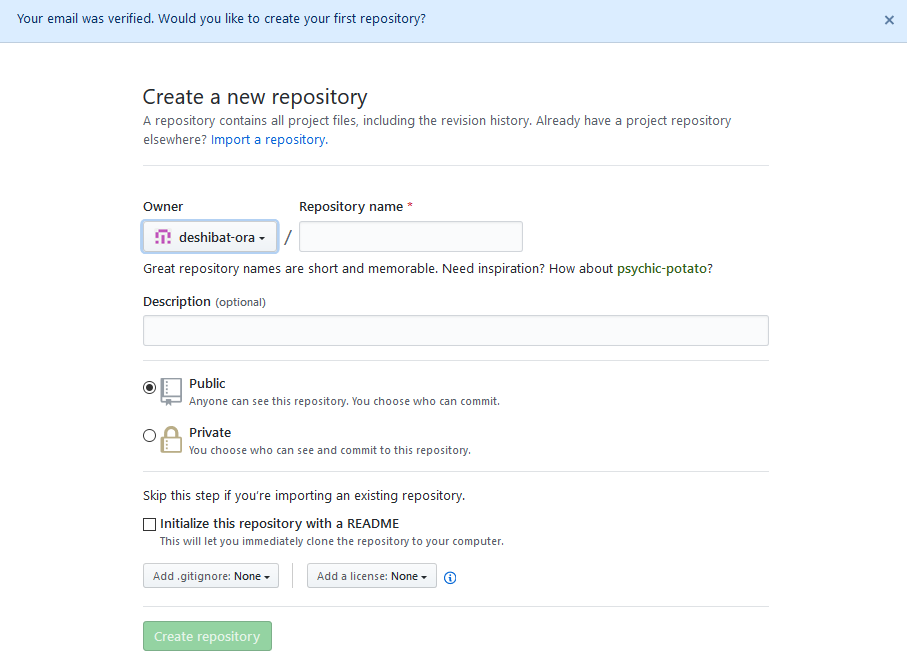 Your email was verified. Would you like to create your first repository?
Create a new repository
A repository contains all project files, including the revision history. Already have a project repository
elsewhere? Import a repository.
Owner
Repository name *
deshibat-ora
/
Great repository names are short and memorable. Need inspiration? How about psychic-potato?
Description (optional)
Public
Anyone can see this repository. You choose who can commit.
Private
You choose who can see and commit to this repository.
Skip this step if you're importing an existing repository.
Initialize this repository with a README
This will let you immediately clone the repository to your computer.
Add .gitignore: None
Add a license: None
Create repository